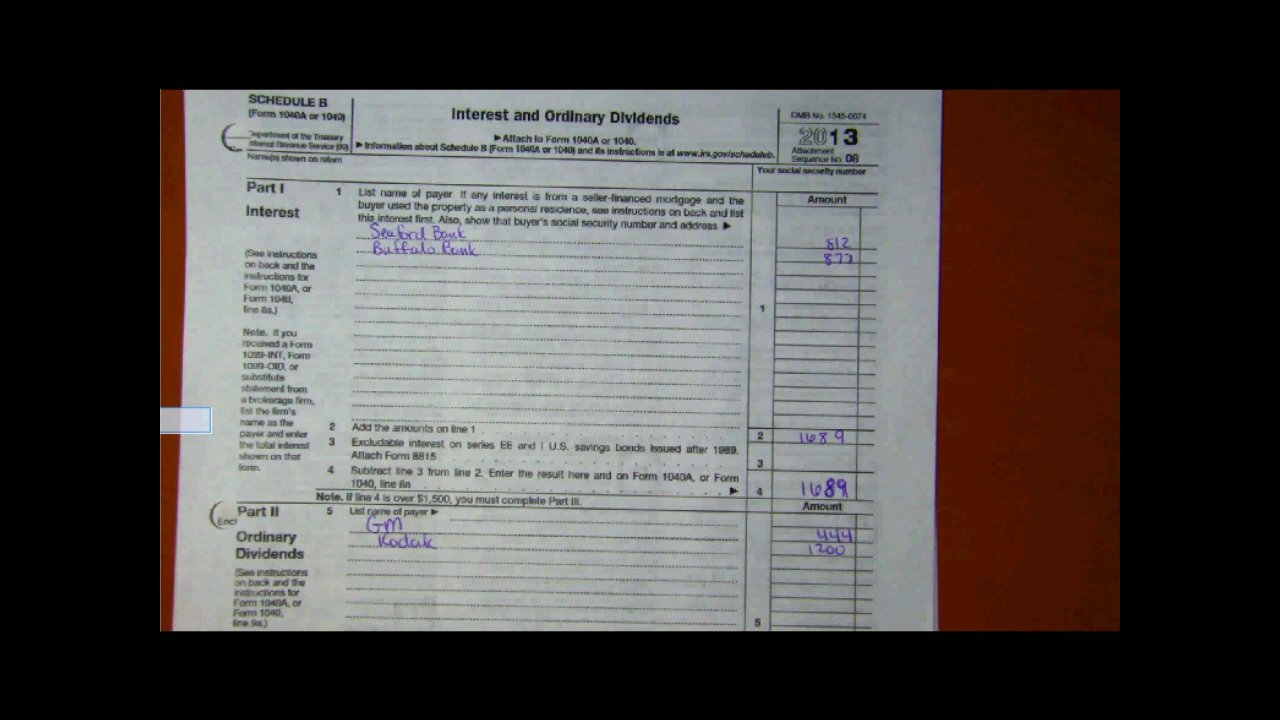 SCHEDULE B
(Form 1040A or 1040)
Department of the Treasury
Internal Revenue Service (99)
Interest and Ordinary Dividends
►Attach to Form 1040A or 1040.
►Information about Schedule B (Form 1040A or 1040) and its instructions is at www.irs.gov/scheduleb.
OMB No. 1545-0074
2013
Attachment
Sequence No. 08
Name(s) shown on return
Your social security number
Part I
Interest
(See instructions
on back and the
instructions for
Form 1040A, or
Form 1040,
line 8a.)
Note. If you
received a Form
1099-INT, Form
1099-OID, or
substitute
statement from
a brokerage firm,
list the firm's
name as the
payer and enter
the total interest
shown on that
form.
1 List name of payer. If any interest is from a seller-financed mortgage and the
buyer used the property as a personal residence, see instructions on back and list
this interest first. Also, show that buyer's social security number and address ►
Amount
Seaford Bank 812
Buffalo Bank 877
1
2 Add the amounts on line 1 2 1689
3 Excludable interest on series EE and I U.S. savings bonds issued after 1989.
Attach Form 8815 3
4 Subtract line 3 from line 2. Enter the result here and on Form 1040A, or Form
1040, line 8a ► 4 1689
Note. If line 4 is over $1,500, you must complete Part III.
Amount
Part II
Ordinary
Dividends
(See instructions
on back and the
instructions for
Form 1040A, or
Form 1040,
line 9a.)
5 List name of payer ►
GM 444
Kodak 1200
5